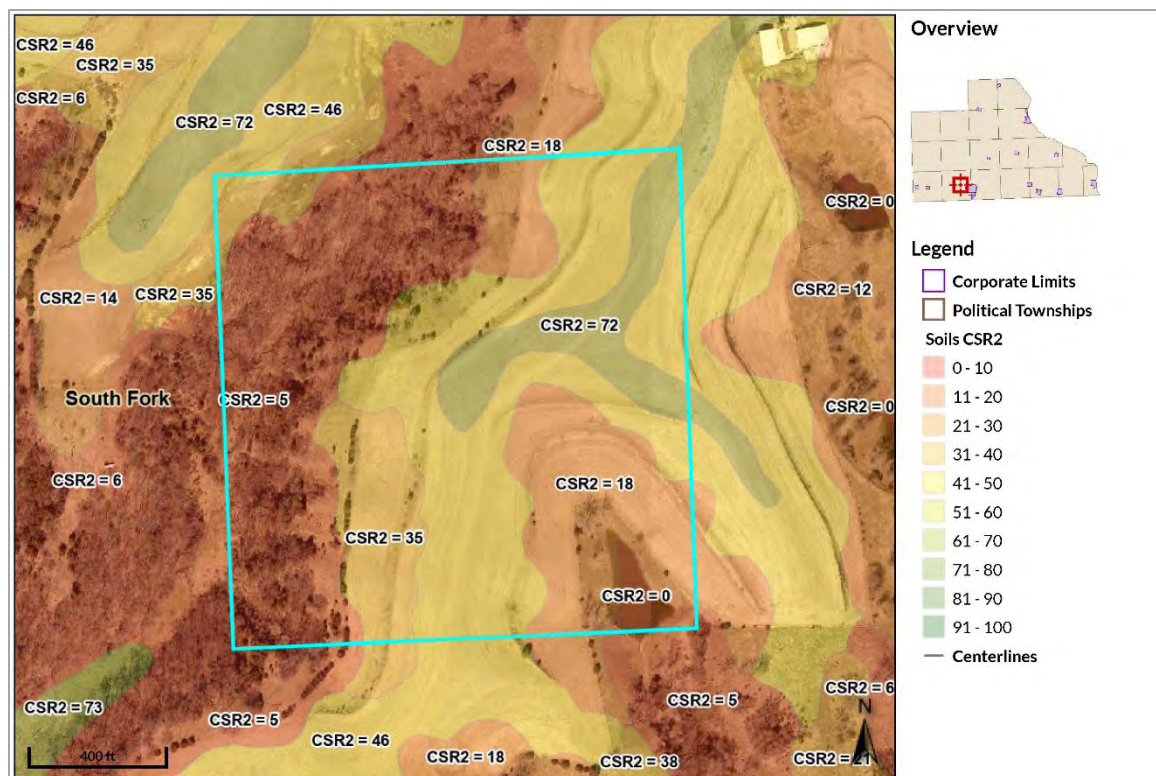 CSR2 = 46
CSR2 = 35
CSR2 = 6
CSR2 = 72
CSR2 = 46
CSR2 = 18
CSR2 = 0
CSR2 = 14
CSR2 = 35
CSR2 = 12
CSR2 = 72
South Fork
CSR2 = 5
CSR2 = 0
CSR2 = 6
CSR2 = 18
CSR2 = 35
CSR2 = 0
CSR2 = 73
CSR2 = 5
CSR2 = 5
CSR2 = 6
CSR2 = 46
CSR2 = 18
CSR2 = 38
CSR2 = 21
N
400 ft
Overview
Legend
Corporate Limits
Political Townships
Soils CSR2
0 - 10
11 - 20
21 - 30
31 - 40
41 - 50
51 - 60
61 - 70
71 - 80
81 - 90
91 - 100
Centerlines